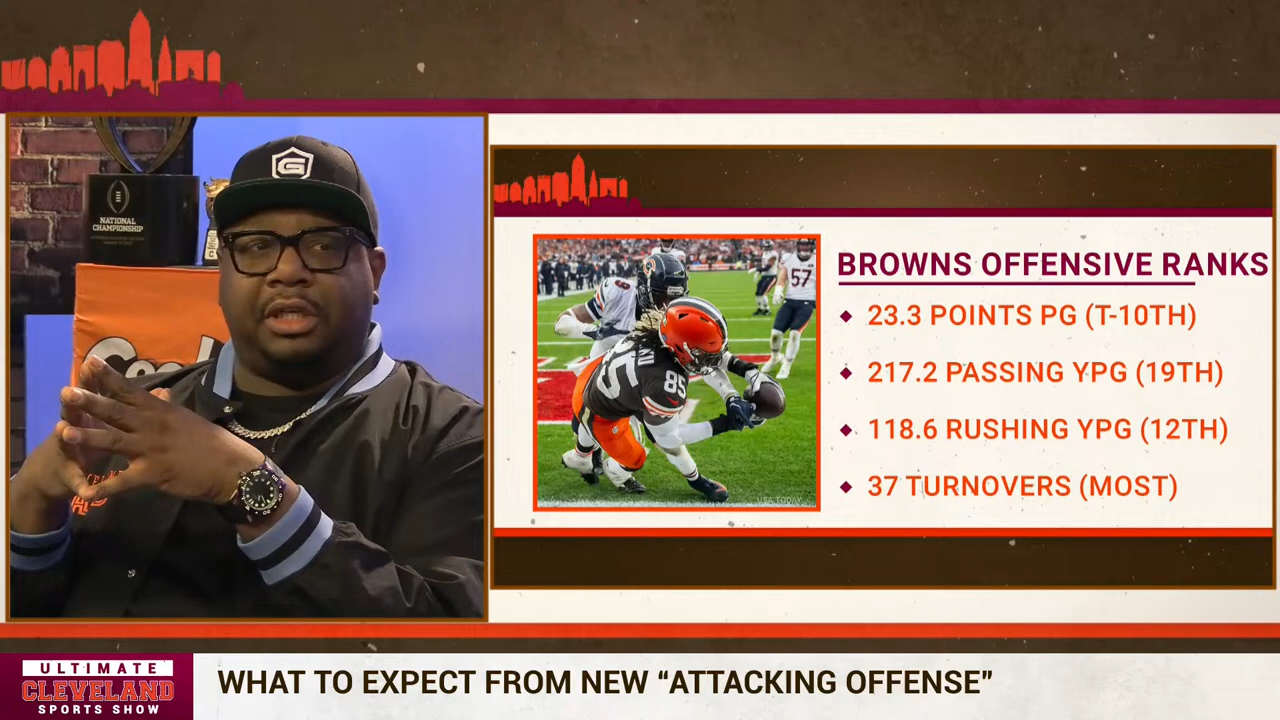 NATIONAL
CHAMPIONSHIP
G
BROWNS OFFENSIVE RANKS
23.3 POINTS PG (T-10TH)
217.2 PASSING YPG (19TH)
118.6 RUSHING YPG (12TH)
37 TURNOVERS (MOST)
9
57
85
USA TODAY
ULTIMATE
CLEVELAND
SPORTS SHOW
WHAT TO EXPECT FROM NEW “ATTACKING OFFENSE”